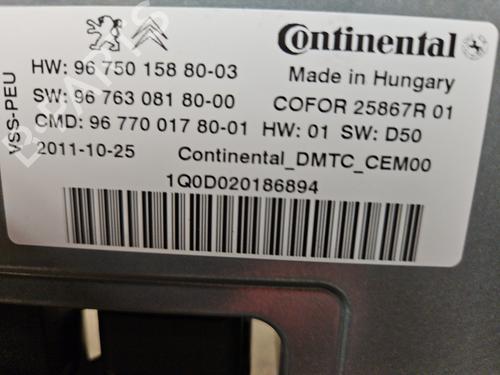 Continental
HW: 96 750 158 80-03
Made in Hungary
SW: 96 763 081 80-00
COFOR 25867R 01
CMD: 96 770 017 80-01 HW: 01 SW: D50
2011-10-25 Continental_DMTC_CEM00
1Q0D020186894
VSS-PEU